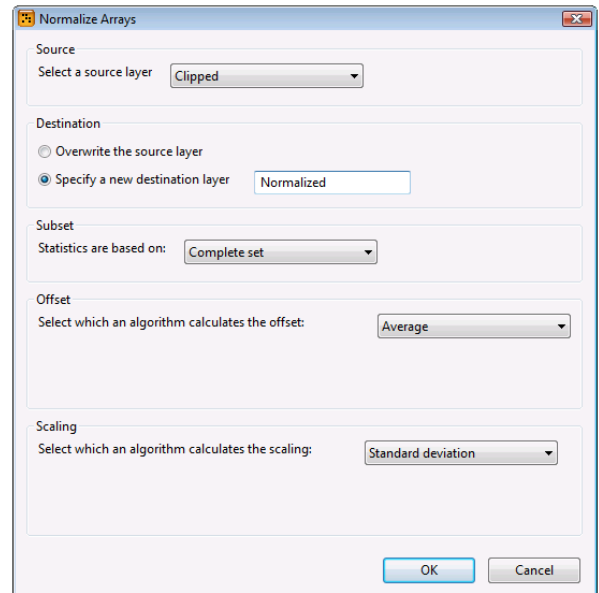 Normalize Arrays
Source
Select a source layer Clipped
Destination
Overwrite the source layer
Specify a new destination layer Normalized
Subset
Statistics are based on: Complete set
Offset
Select which an algorithm calculates the offset: Average
Scaling
Select which an algorithm calculates the scaling: Standard deviation
OK Cancel